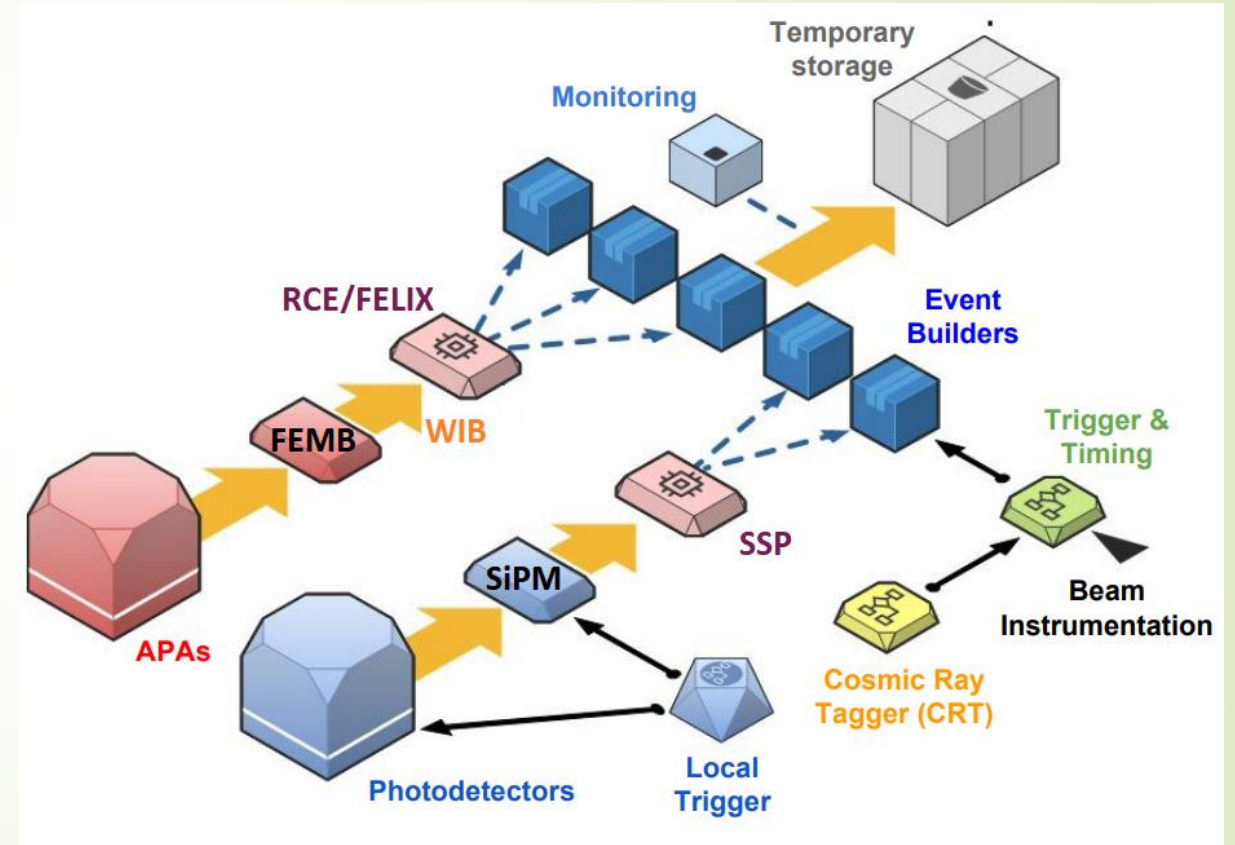 Temporary
storage
Monitoring
RCE/FELIX
Event
Builders
FEMB
WIB
Trigger &
Timing
SSP
SiPM
Beam
Instrumentation
APAs
Cosmic Ray
Tagger (CRT)
Photodetectors
Local
Trigger